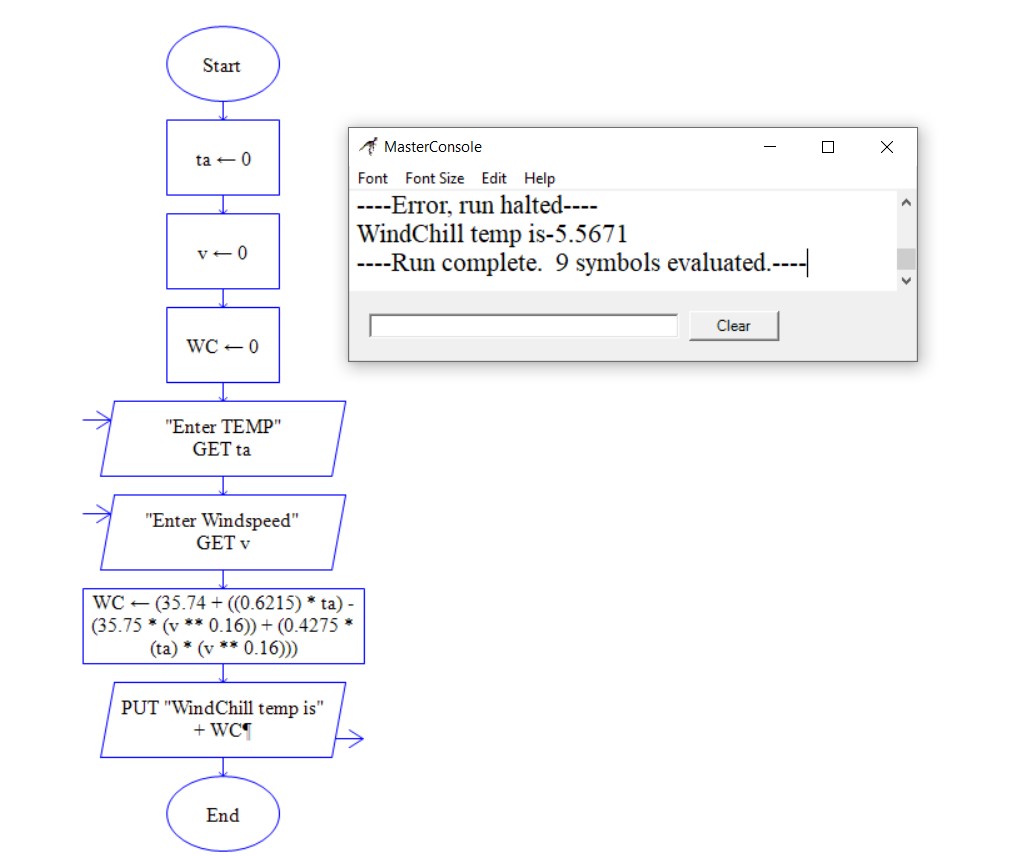 Start
ta ← 0
v ← 0
WC ← 0
"Enter TEMP"
GET ta
"Enter Windspeed"
GET v
WC ← (35.74 + ((0.6215) * ta) -
(35.75 * (v ** 0.16)) + (0.4275 *
(ta) * (v ** 0.16)))
PUT "WindChill temp is"
+ WC¶
End
MasterConsole
Font Font Size Edit Help
----Error, run halted----
WindChill temp is-5.5671
----Run complete.  9 symbols evaluated.----
Clear